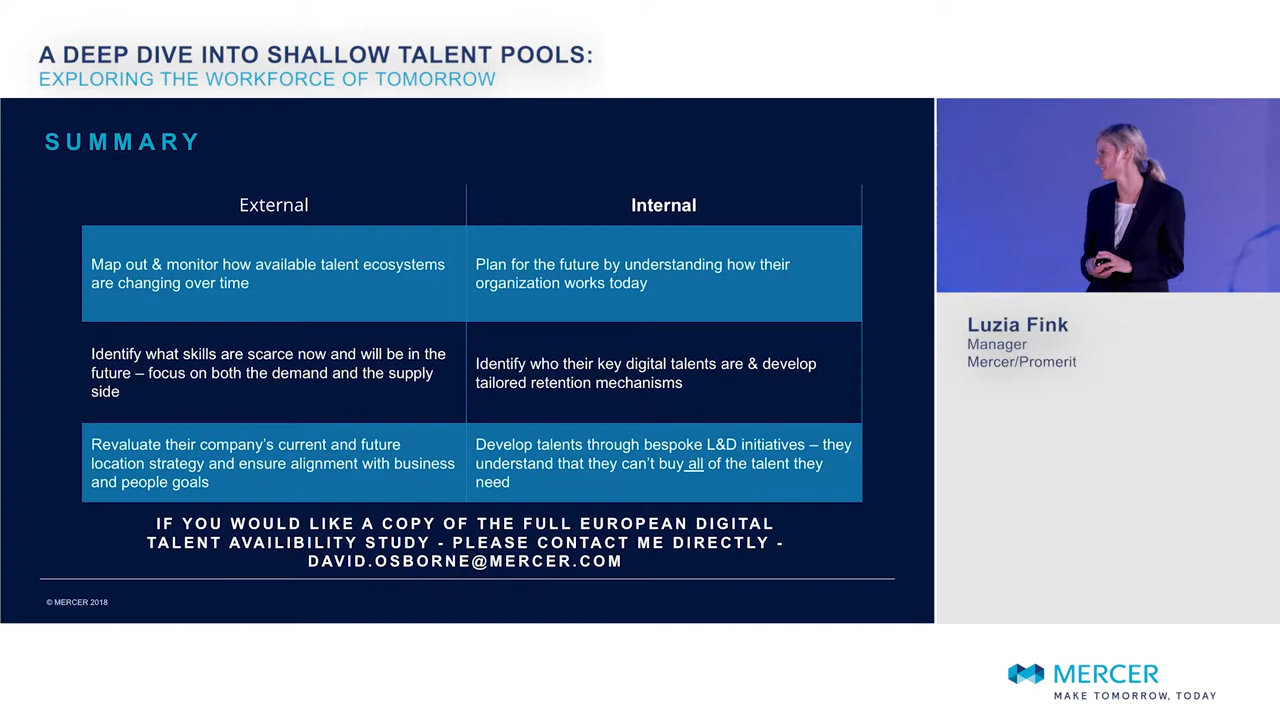 A DEEP DIVE INTO SHALLOW TALENT POOLS:
EXPLORING THE WORKFORCE OF TOMORROW
SUMMARY
External
Internal
Map out & monitor how available talent ecosystems
are changing over time
Plan for the future by understanding how their
organization works today
Identify what skills are scarce now and will be in the
future – focus on both the demand and the supply
side
Identify who their key digital talents are & develop
tailored retention mechanisms
Revaluate their company's current and future
location strategy and ensure alignment with business
and people goals
Develop talents through bespoke L&D initiatives – they
understand that they can't buy all of the talent they
need
IF YOU WOULD LIKE A COPY OF THE FULL EUROPEAN DIGITAL
TALENT AVAILIBILITY STUDY - PLEASE CONTACT ME DIRECTLY -
DAVID.OSBORNE@MERCER.COM
© MERCER 2018
Luzia Fink
Manager
Mercer/Promerit
MERCER
MAKE TOMORROW, TODAY